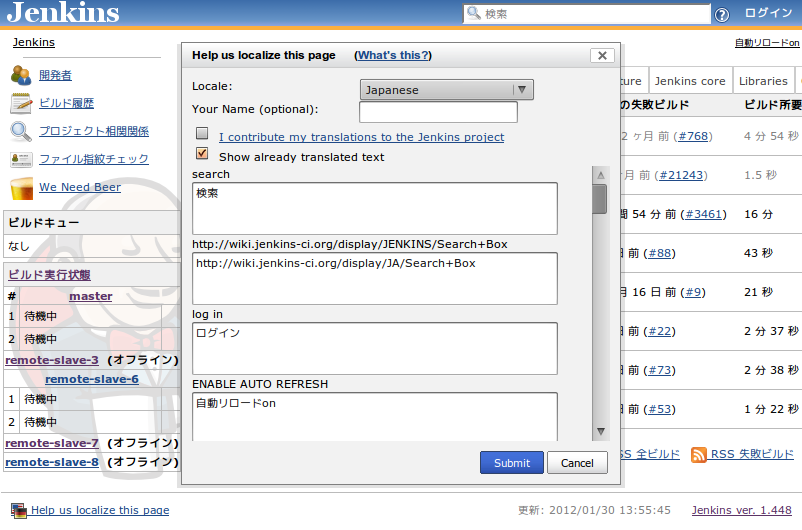 Jenkins
検索
ログイン
Jenkins
自動リロードon
開発者
ビルド履歴
プロジェクト相関関係
ファイル指紋チェック
We Need Beer
ビルドキュー
なし
ビルド実行状態
# master
1 待機中
2 待機中
remote-slave-3 (オフライン)
remote-slave-6
1 待機中
2 待機中
remote-slave-7 (オフライン)
remote-slave-8 (オフライン)
Help us localize this page (What's this?)
Locale: Japanese
Your Name (optional):
I contribute my translations to the Jenkins project
Show already translated text
search
検索
http://wiki.jenkins-ci.org/display/JENKINS/Search+Box
http://wiki.jenkins-ci.org/display/JA/Search+Box
log in
ログイン
ENABLE AUTO REFRESH
自動リロードon
Submit Cancel
ure Jenkins core Libraries
の失敗ビルド ビルド所要
2 ヶ月 前 (#768) 4 分 54 秒
月 前 (#21243) 1.5 秒
間 54 分 前 (#3461) 16 分
前 (#88) 43 秒
月 16 日 前 (#9) 21 秒
前 (#22) 2 分 37 秒
前 (#73) 2 分 38 秒
前 (#53) 1 分 22 秒
SS 全ビルド RSS 失敗ビルド
Help us localize this page
更新: 2012/01/30 13:55:45 Jenkins ver. 1.448